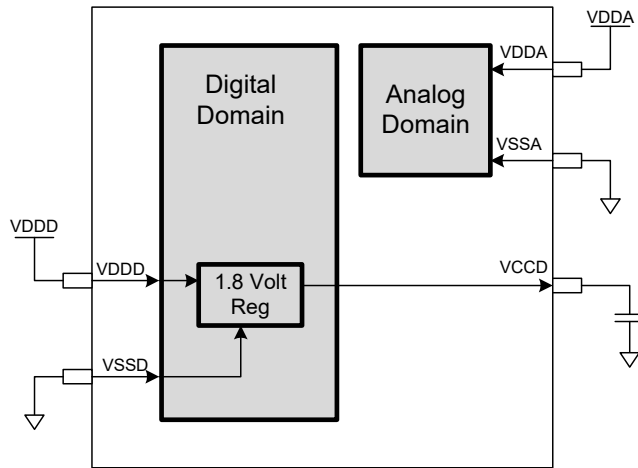 VDDA
VDDA
Digital
Domain
Analog
Domain
VSSA
VDDD
VDDD
VCCD
1.8 Volt
Reg
VSSD